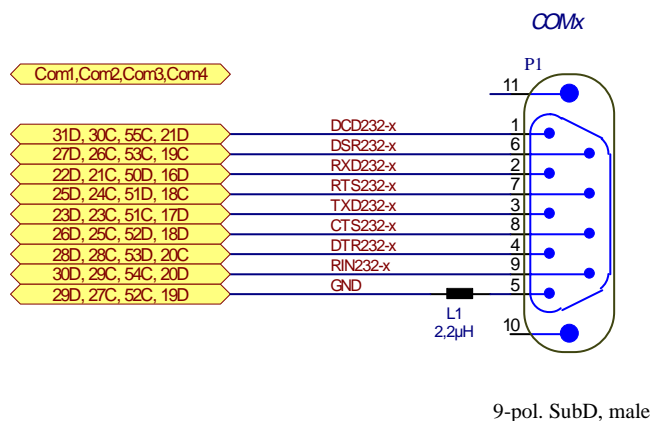 COMx
P1
Com1,Com2,Com3,Com4
11
31D, 30C, 55C, 21D DCD232-x 1
27D, 26C, 53C, 19C DSR232-x 6
22D, 21C, 50D, 16D RXD232-x 2
25D, 24C, 51D, 18C RTS232-x 7
23D, 23C, 51C, 17D TXD232-x 3
26D, 25C, 52D, 18D CTS232-x 8
28D, 28C, 53D, 20C DTR232-x 4
30D, 29C, 54C, 20D RIN232-x 9
29D, 27C, 52C, 19D GND 5
L1
2,2µH
10
9-pol. SubD, male